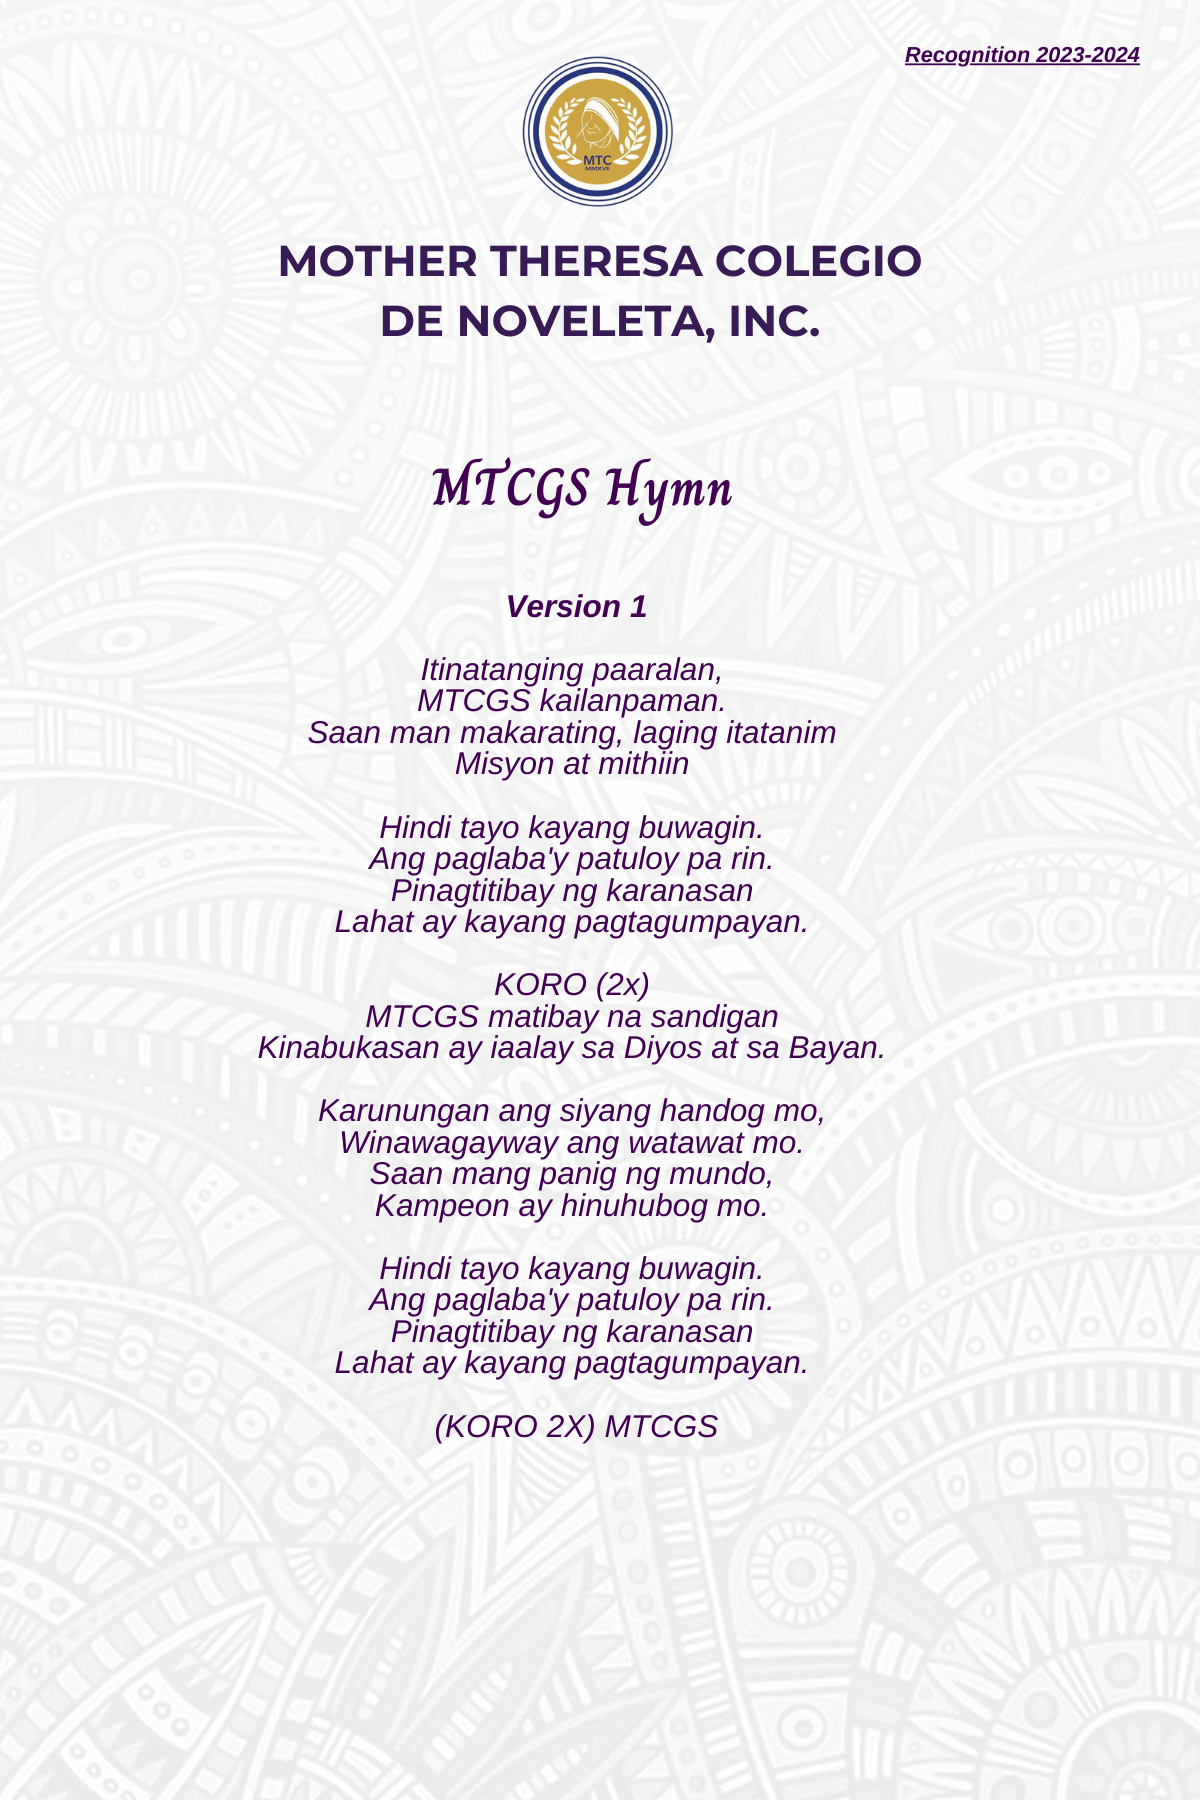 Recognition 2023-2024
MTC
MMXVII
MOTHER THERESA COLEGIO
DE NOVELETA, INC.
MTCGS Hymn
Version 1
Itinatanging paaralan,
MTCGS kailanpaman.
Saan man makarating, laging itatanim
Misyon at mithiin
Hindi tayo kayang buwagin.
Ang paglaba'y patuloy pa rin.
Pinagtitibay ng karanasan
Lahat ay kayang pagtagumpayan.
KORO (2x)
MTCGS matibay na sandigan
Kinabukasan ay iaalay sa Diyos at sa Bayan.
Karunungan ang siyang handog mo,
Winawagayway ang watawat mo.
Saan mang panig ng mundo,
Kampeon ay hinuhubog mo.
Hindi tayo kayang buwagin.
Ang paglaba'y patuloy pa rin.
Pinagtitibay ng karanasan
Lahat ay kayang pagtagumpayan.
(KORO 2X) MTCGS